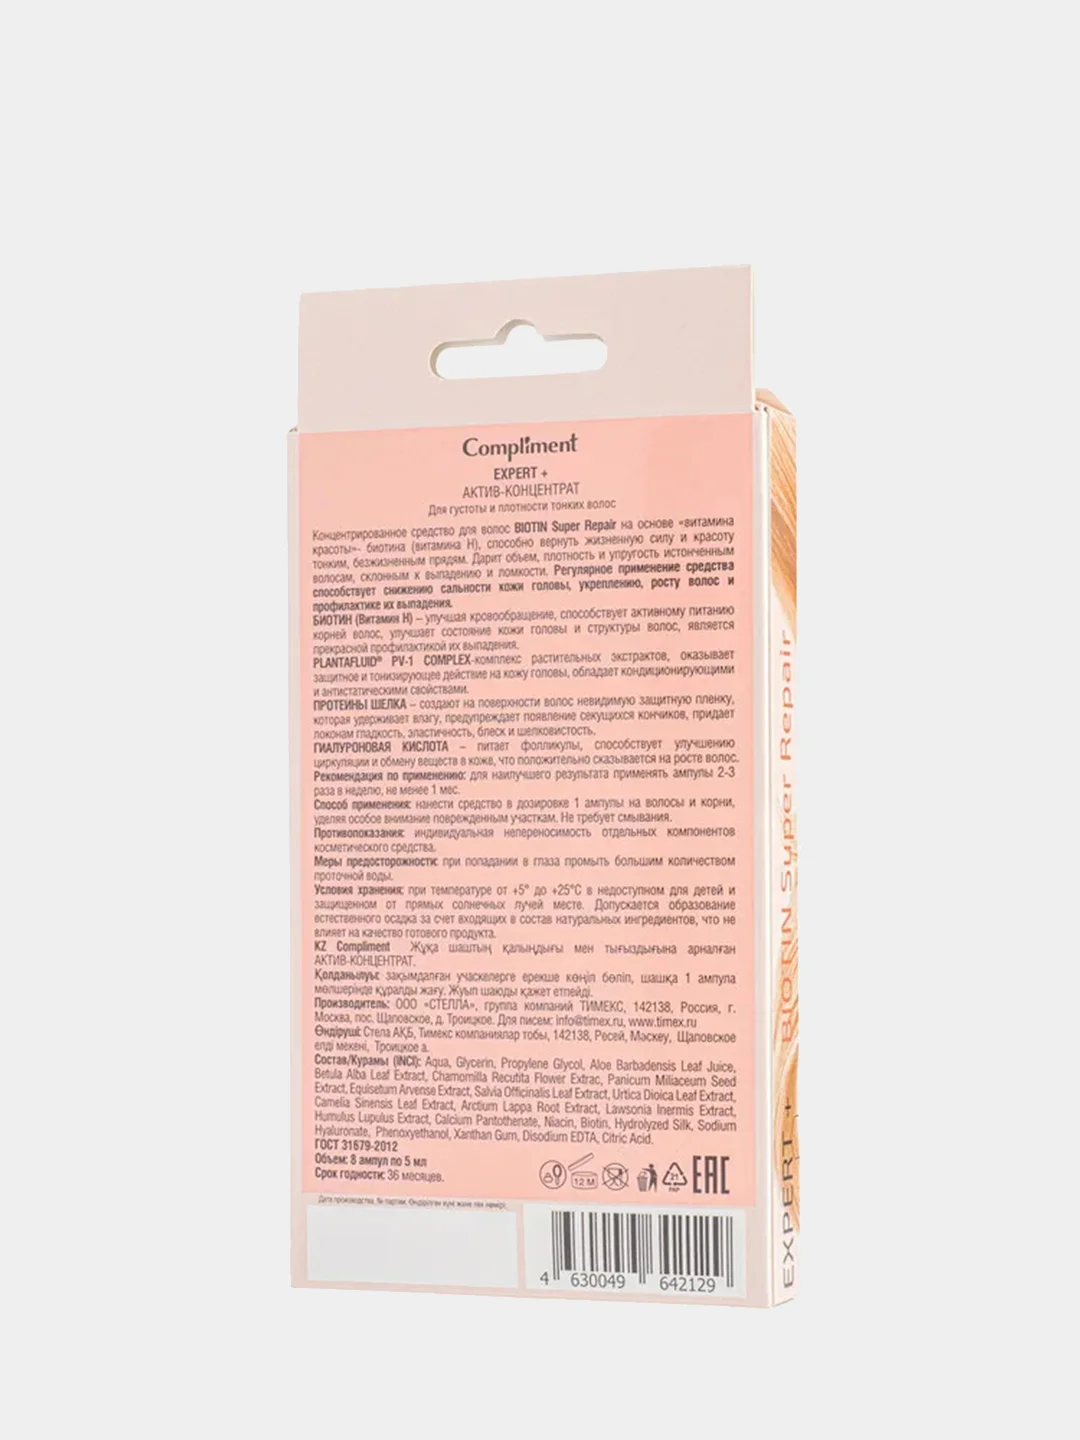 Compliment
EXPERT +
АКТИВ-КОНЦЕНТРАТ
Для густоты и плотности тонких волос
Концентрированное средство для волос BIOTIN Super Repair на основе «витамина
красоты»- биотина (витамина Н), способно вернуть жизненную силу и красоту
тонким, безжизненным прядям. Дарит объем, плотность и упругость истонченным
волосам, склонным к выпадению и ломкости. Регулярное применение средства
способствует снижению сальности кожи головы, укреплению, росту волос и
профилактике их выпадения.
БИОТИН (Витамин Н) – улучшая кровообращение, способствует активному питанию
корней волос, улучшает состояние кожи головы и структуры волос, является
прекрасной профилактикой их выпадения.
PLANTAFLUID® PV-1 COMPLEX-комплекс растительных экстрактов, оказывает
защитное и тонизирующее действие на кожу головы, обладает кондиционирующими
и антистатическими свойствами.
ПРОТЕИНЫ ШЕЛКА – создают на поверхности волос невидимую защитную пленку,
которая удерживает влагу, предупреждает появление секущихся кончиков, придает
локонам гладкость, эластичность, блеск и шелковистость.
ГИАЛУРОНОВАЯ КИСЛОТА – питает фолликулы, способствует улучшению
циркуляции и обмену веществ в коже, что положительно сказывается на росте волос.
Рекомендация по применению: для наилучшего результата применять ампулы 2-3
раза в неделю, не менее 1 мес.
Способ применения: нанести средство в дозировке 1 ампулы на волосы и корни,
уделяя особое внимание поврежденным участкам. Не требует смывания.
Противопоказания: индивидуальная непереносимость отдельных компонентов
косметического средства.
Меры предосторожности: при попадании в глаза промыть большим количеством
проточной воды.
Условия хранения: при температуре от +5° до +25°С в недоступном для детей и
защищенном от прямых солнечных лучей месте. Допускается образование
естественного осадка за счет входящих в состав натуральных ингредиентов, что не
влияет на качество готового продукта.
KZ Compliment Жұқа шаштың қалыңдығы мен тығыздығына арналған
АКТИВ-КОНЦЕНТРАТ.
Қолданылуы: зақымдалған учаскелерге ерекше көңіл бөліп, шашқа 1 ампула
мөлшерінде құралды жағу. Жуып шаюды қажет етпейді.
Производитель: ООО «СТЕЛЛА», группа компаний ТИМЕКС, 142138, Россия, г.
Москва, пос. Щаповское, д. Троицкое. Для писем: info@timex.ru, www.timex.ru
Өндіруші: Стела АҚБ, Тимекс компаниялар тобы, 142138, Ресей, Мәскеу, Щаповское
елді мекені, Троицкое а.
Состав/Құрамы (INCI): Aqua, Glycerin, Propylene Glycol, Aloe Barbadensis Leaf Juice,
Betula Alba Leaf Extract, Chamomilla Recutita Flower Extrac, Panicum Miliaceum Seed
Extract, Equisetum Arvense Extract, Salvia Officinalis Leaf Extract, Urtica Dioica Leaf Extract,
Camelia Sinensis Leaf Extract, Arctium Lappa Root Extract, Lawsonia Inermis Extract,
Humulus Lupulus Extract, Calcium Pantothenate, Niacin, Biotin, Hydrolyzed Silk, Sodium
Hyaluronate, Phenoxyethanol, Xanthan Gum, Disodium EDTA, Citric Acid.
ГОСТ 31679-2012
Объем: 8 ампул по 5 мл
Срок годности: 36 месяцев.
12 M
21
PAP
EAC
Дата производства, № партии. Өндірілген күні және лек нөмірі.
4 630049 642129
EXPERT + BIOTIN Super Repair